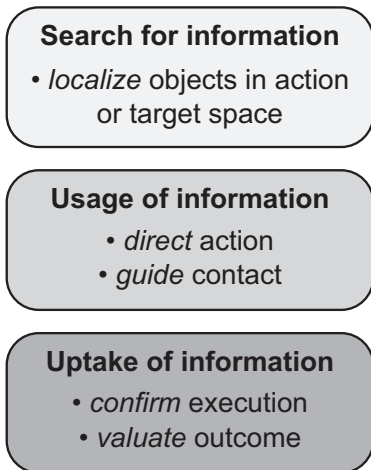 Search for information
• localize objects in action
or target space
Usage of information
• direct action
• guide contact
Uptake of information
• confirm execution
• valuate outcome